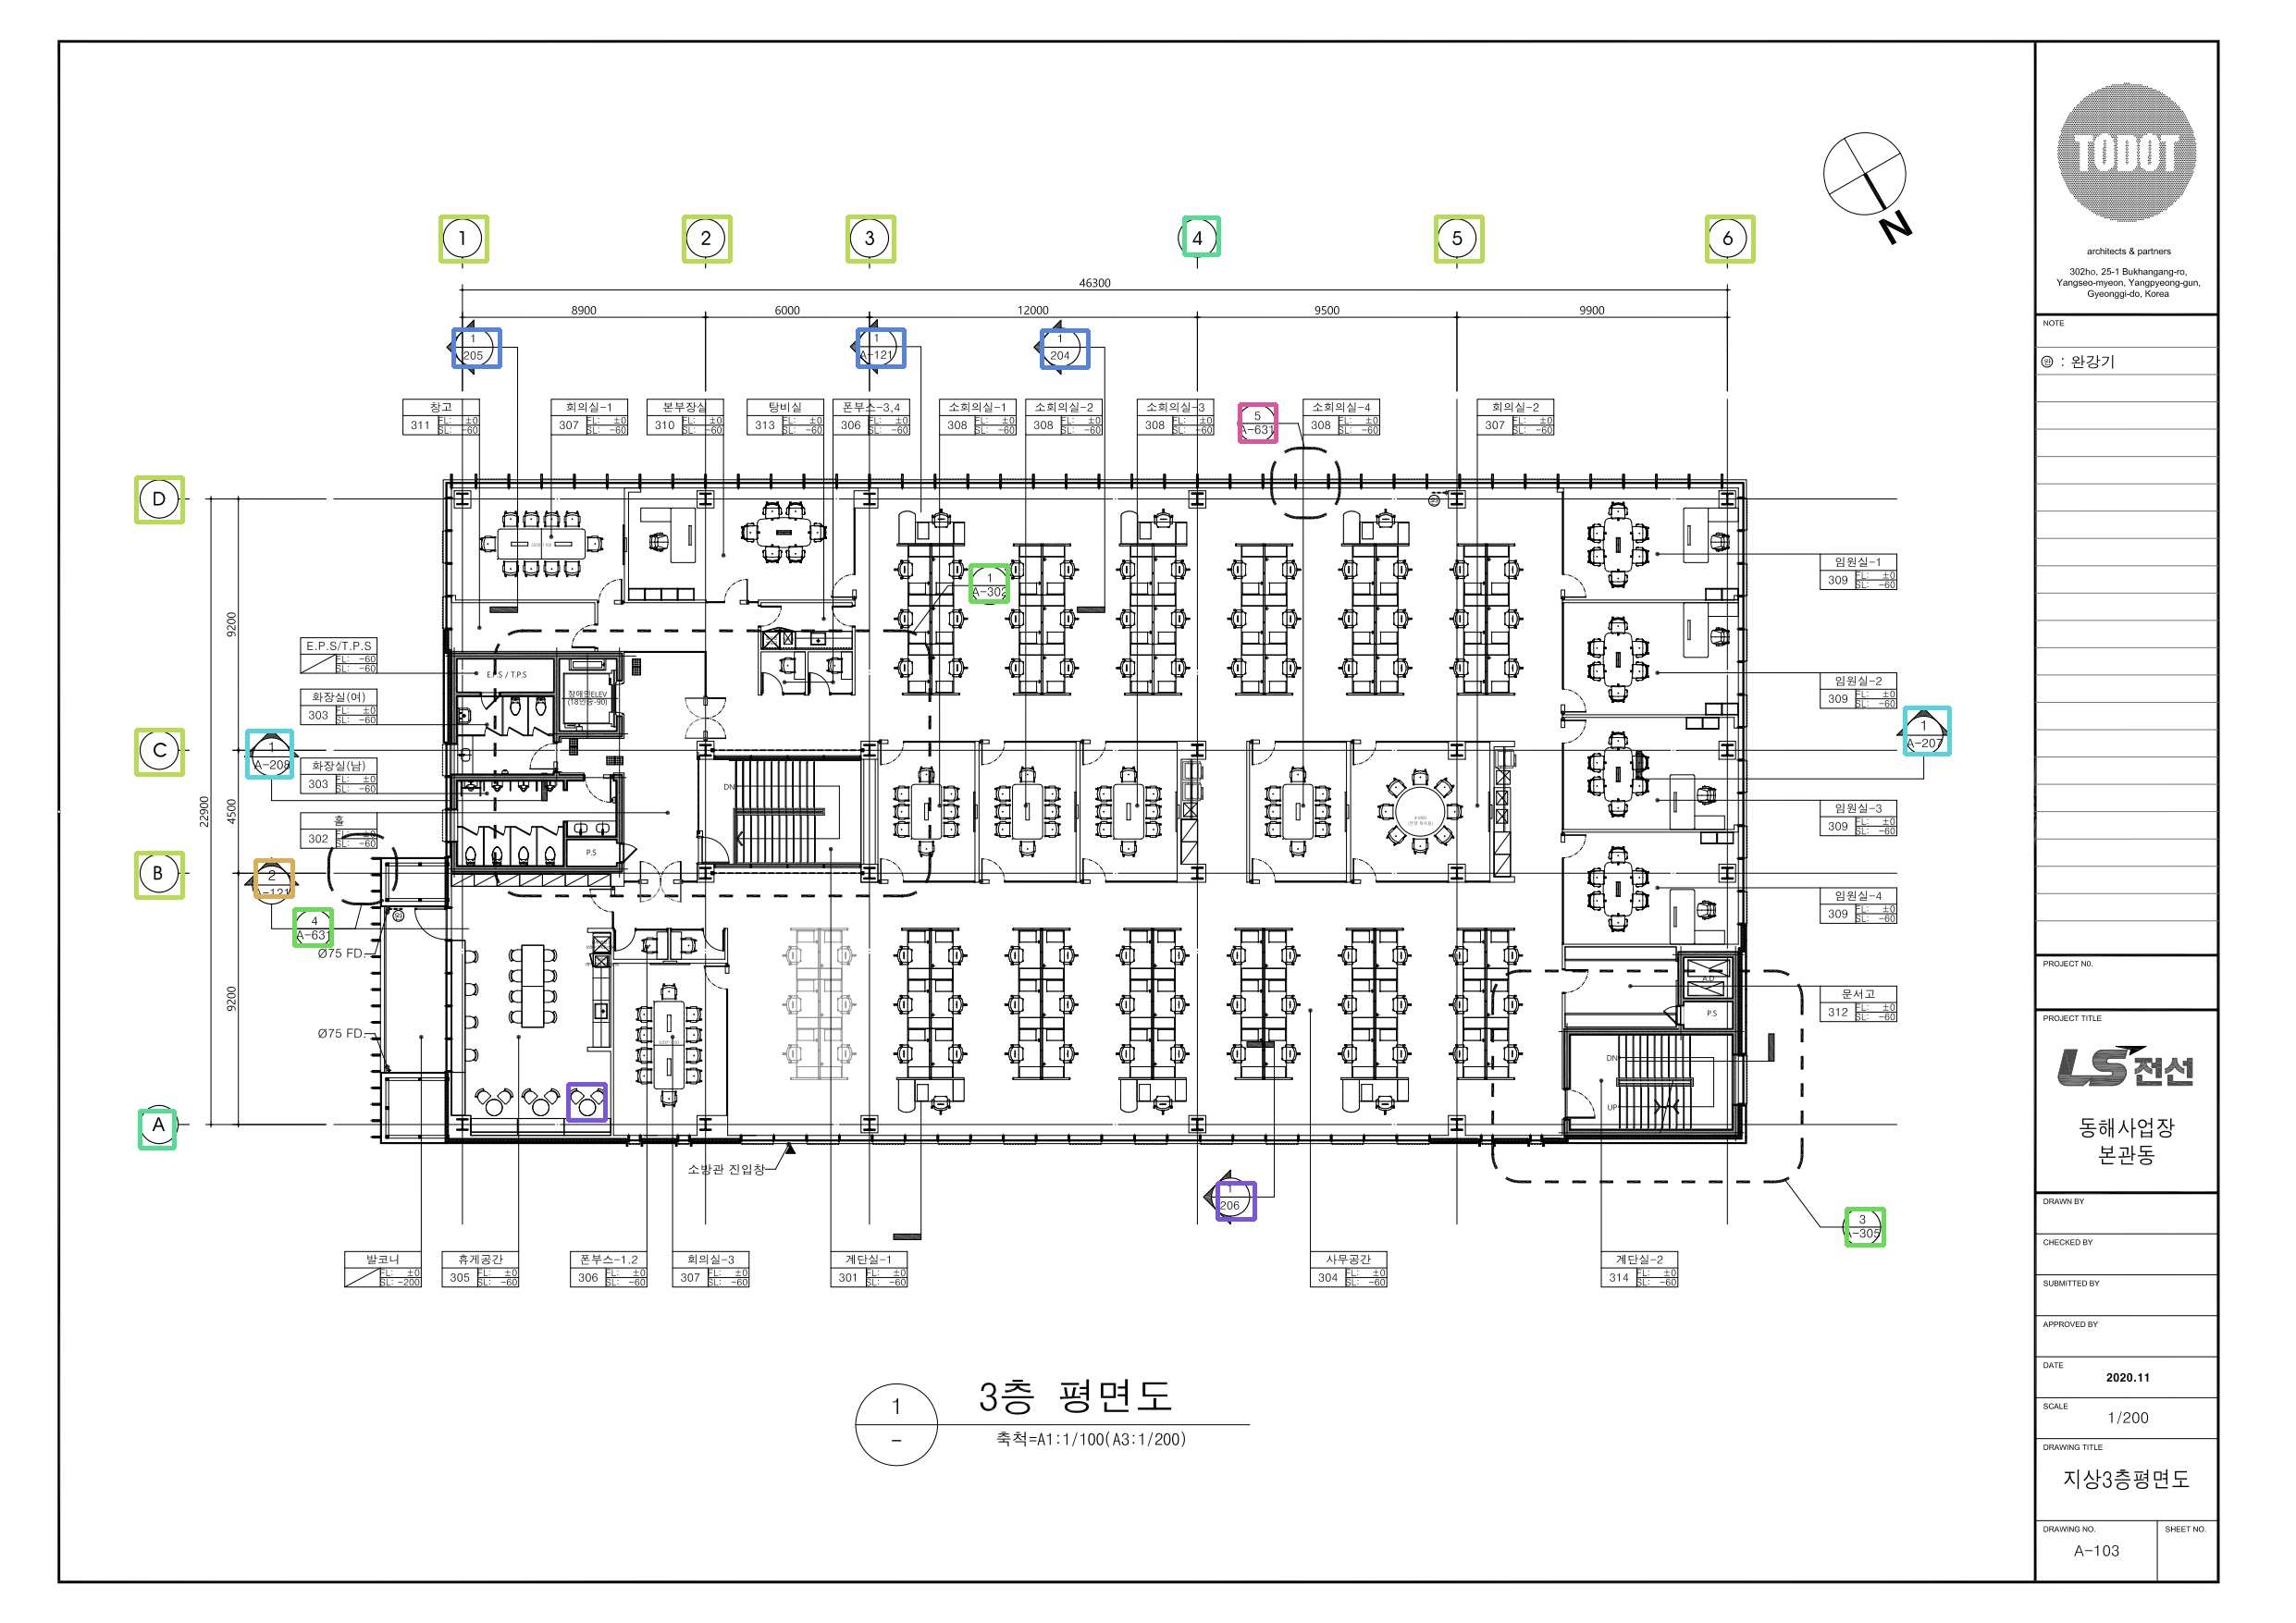 TODOT
architects & partners
302ho, 25-1 Bukhangang-ro,
Yangseo-myeon, Yangpyeong-gun,
Gyeonggi-do, Korea
NOTE
완 : 완강기
N
1 2 3 4 5 6
46300
8900 6000 12000 9500 9900
1
205
1
A-121
1
204
창고
311 FL: ±0
SL: -60
회의실-1
307 FL: ±0
SL: -60
본부장실
310 FL: ±0
SL: -60
탕비실
313 FL: ±0
SL: -60
폰부스-3,4
306 FL: ±0
SL: -60
소회의실-1
308 FL: ±0
SL: -60
소회의실-2
308 FL: ±0
SL: -60
소회의실-3
308 FL: ±0
SL: -60
5
A-631
소회의실-4
308 FL: ±0
SL: -60
회의실-2
307 FL: ±0
SL: -60
D
C
B
A
9200
4500
9200
22900
1
A-302
임원실-1
309 FL: ±0
SL: -60
E.P.S/T.P.S
FL: -60
SL: -60
E.P.S / T.P.S
장애인ELEV
(18인승-90)
화장실(여)
303 FL: ±0
SL: -60
임원실-2
309 FL: ±0
SL: -60
1
A-208
1
A-207
화장실(남)
303 FL: ±0
SL: -60
DN
임원실-3
309 FL: ±0
SL: -60
홀
302 FL: ±0
SL: -60
P.S
2
A-121
4
A-631
임원실-4
309 FL: ±0
SL: -60
Ø75 FD.
Ø75 FD.
A.D
P.S
문서고
312 FL: ±0
SL: -60
DN
UP
소방관 진입창
1
206
3
A-305
발코니
FL: ±0
SL: -200
휴게공간
305 FL: ±0
SL: -60
폰부스-1,2
306 FL: ±0
SL: -60
회의실-3
307 FL: ±0
SL: -60
계단실-1
301 FL: ±0
SL: -60
사무공간
304 FL: ±0
SL: -60
계단실-2
314 FL: ±0
SL: -60
1
-
3층 평면도
축척=A1:1/100(A3:1/200)
PROJECT NO.
PROJECT TITLE
LS전선
동해사업장
본관동
DRAWN BY
CHECKED BY
SUBMITTED BY
APPROVED BY
DATE
2020.11
SCALE
1/200
DRAWING TITLE
지상3층평면도
DRAWING NO. SHEET NO.
A-103